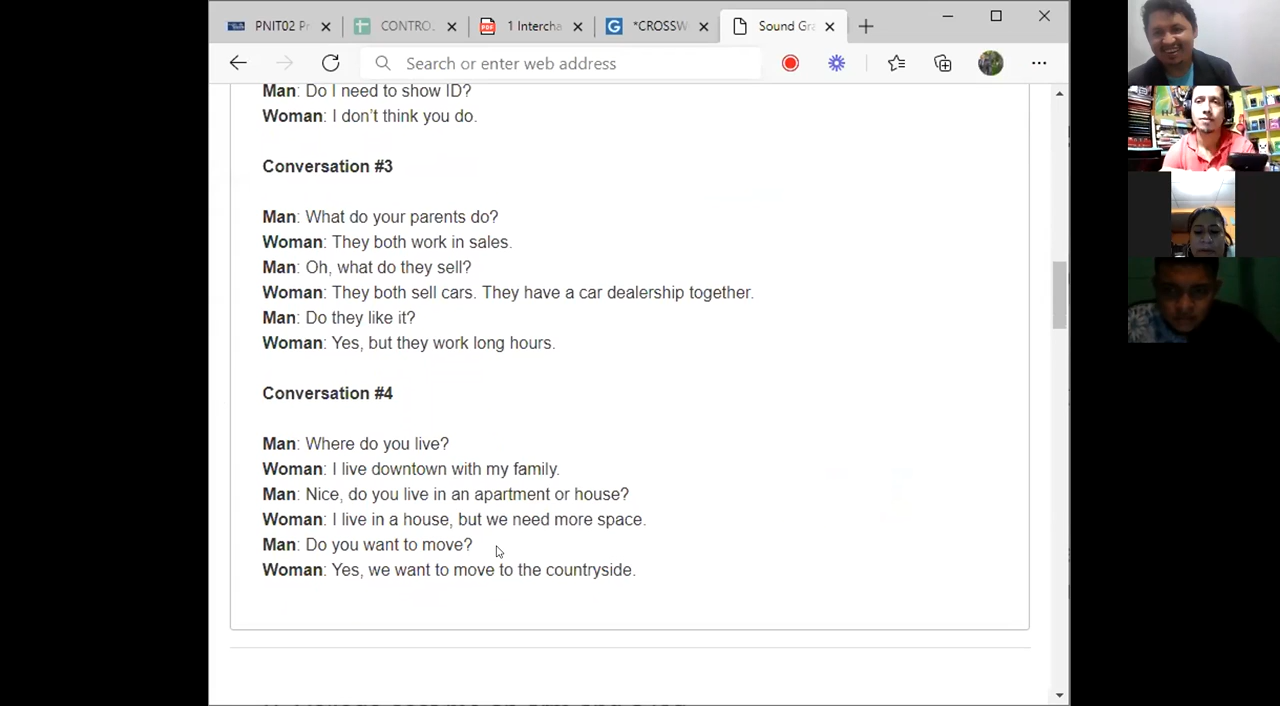 PNIT02 P
CONTRO
1 Intercha
*CROSSW
Sound Gra
Search or enter web address
Man: Do I need to show ID?
Woman: I don't think you do.
Conversation #3
Man: What do your parents do?
Woman: They both work in sales.
Man: Oh, what do they sell?
Woman: They both sell cars. They have a car dealership together.
Man: Do they like it?
Woman: Yes, but they work long hours.
Conversation #4
Man: Where do you live?
Woman: I live downtown with my family.
Man: Nice, do you live in an apartment or house?
Woman: I live in a house, but we need more space.
Man: Do you want to move?
Woman: Yes, we want to move to the countryside.